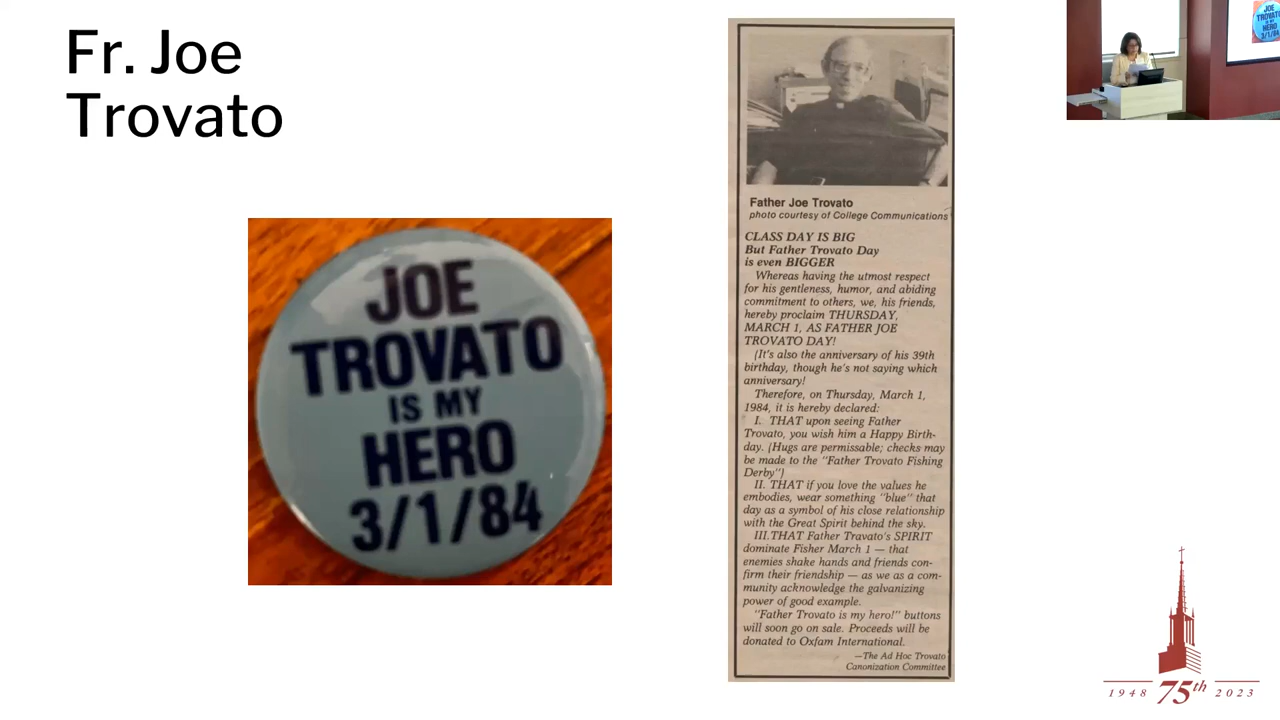 Fr. Joe
Trovato
JOE
TROVATO
IS MY
HERO
3/1/84
Father Joe Trovato
photo courtesy of College Communications
CLASS DAY IS BIG
But Father Trovato Day
is even BIGGER
Whereas having the utmost respect
for his gentleness, humor, and abiding
commitment to others, we, his friends,
hereby proclaim THURSDAY,
MARCH 1, AS FATHER JOE
TROVATO DAY!
(It's also the anniversary of his 39th
birthday, though he's not saying which
anniversary!
Therefore, on Thursday, March 1,
1984, it is hereby declared:
I. THAT upon seeing Father
Trovato, you wish him a Happy Birth-
day. (Hugs are permissable; checks may
be made to the "Father Trovato Fishing
Derby")
II. THAT if you love the values he
embodies, wear something "blue" that
day as a symbol of his close relationship
with the Great Spirit behind the sky.
III. THAT Father Travato's SPIRIT
dominate Fisher March 1 — that
enemies shake hands and friends con-
firm their friendship — as we as a com-
munity acknowledge the galvanizing
power of good example.
"Father Trovato is my hero!" buttons
will soon go on sale. Proceeds will be
donated to Oxfam International.
—The Ad Hoc Trovato
Canonization Committee
JOE
TROVATO
IS MY
HERO
3/1/84
1948 75th 2023